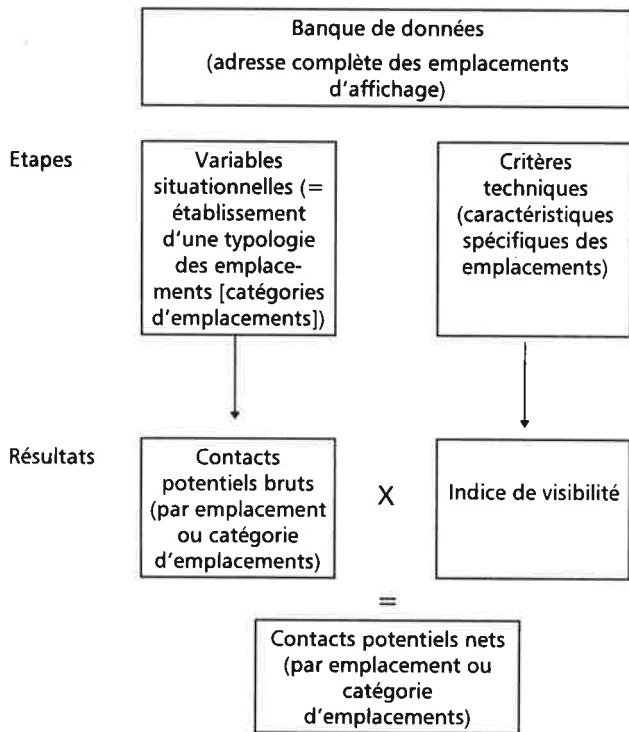 Banque de données
(adresse complète des emplacements
d'affichage)
Etapes
Variables
situationnelles (=
établissement
d'une typologie
des emplace-
ments [catégories
d'emplacements])
Critères
techniques
(caractéristiques
spécifiques des
emplacements)
Résultats
Contacts
potentiels bruts
(par emplacement
ou catégorie
d'emplacements)
X
Indice de visibilité
=
Contacts potentiels nets
(par emplacement ou
catégorie
d'emplacements)